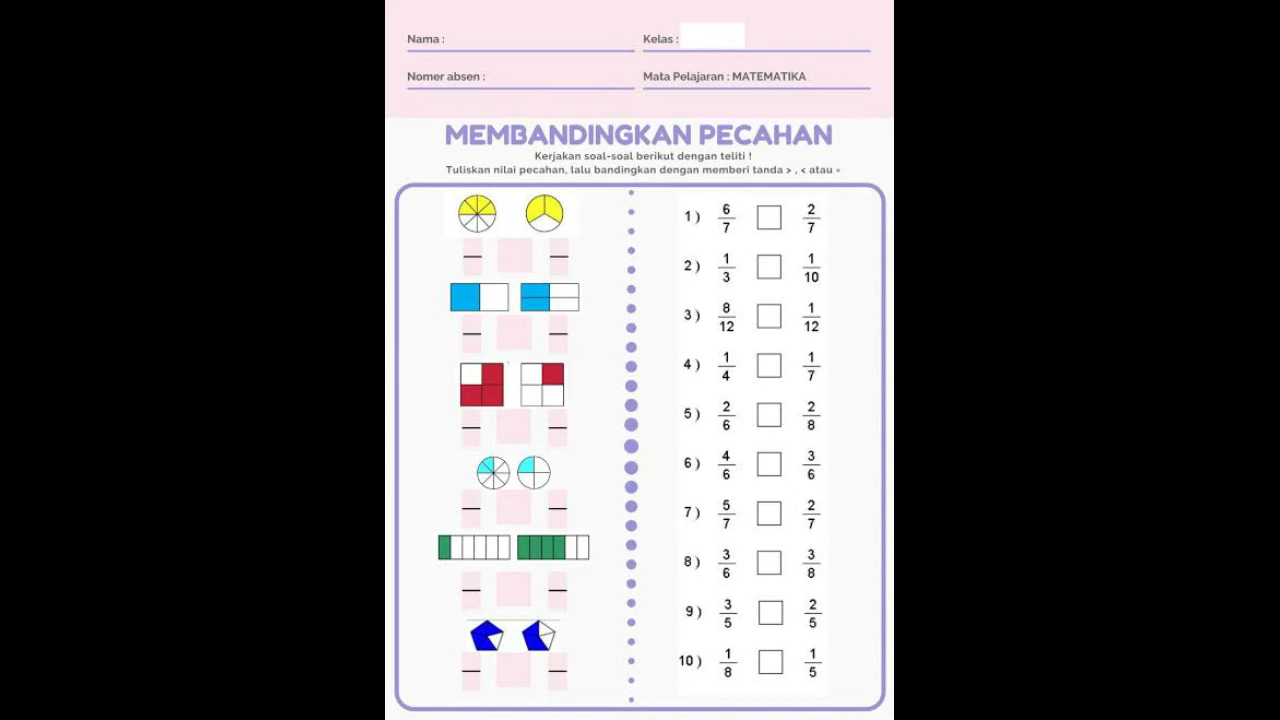 Nama :
Kelas :
Nomer absen :
Mata Pelajaran : MATEMATIKA
MEMBANDINGKAN PECAHAN
Kerjakan soal-soal berikut dengan teliti !
Tuliskan nilai pecahan, lalu bandingkan dengan memberi tanda > , < atau =
1 ) 6/7 □ 2/7
2 ) 1/3 □ 1/10
3 ) 8/12 □ 1/12
4 ) 1/4 □ 1/7
5 ) 2/6 □ 2/8
6 ) 4/6 □ 3/6
7 ) 5/7 □ 2/7
8 ) 3/6 □ 3/8
9 ) 3/5 □ 2/5
10 ) 1/8 □ 1/5